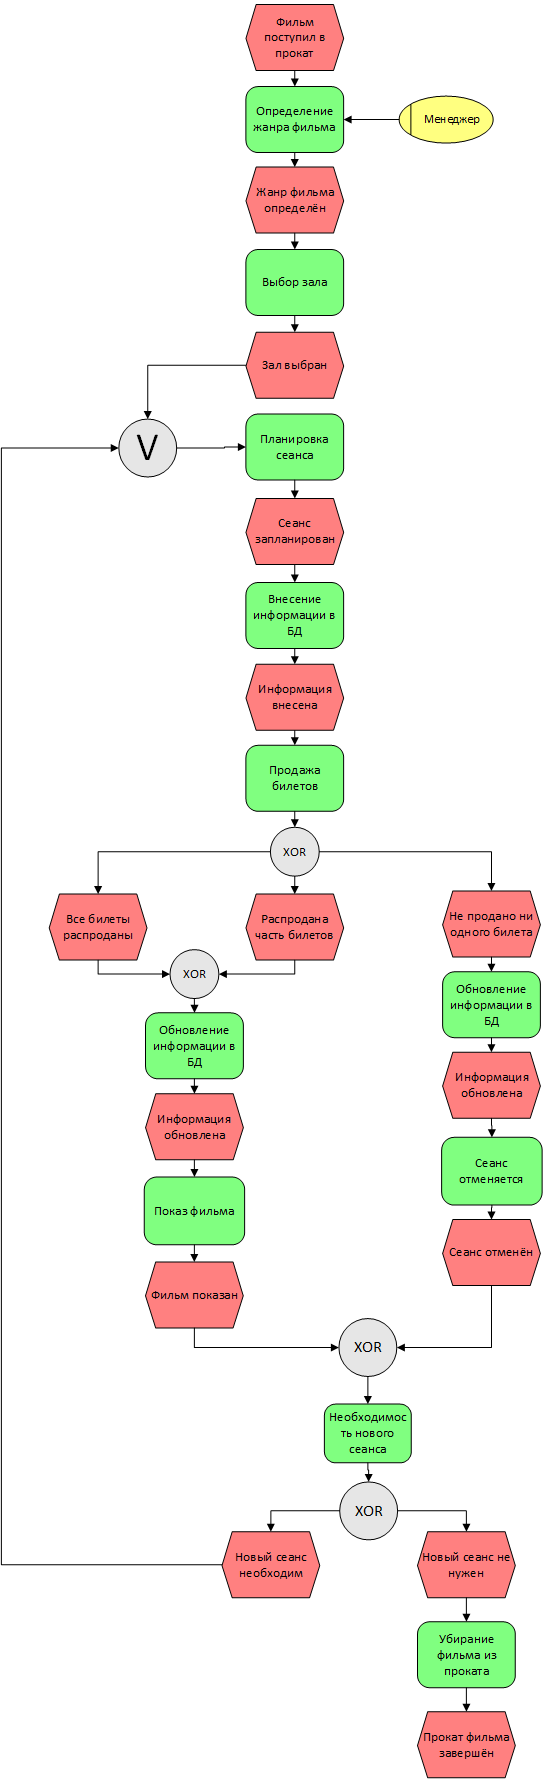 Фильм
поступил в
прокат
Определение
жанра фильма
Менеджер
Жанр фильма
определён
Выбор зала
Зал выбран
V
Планировка
сеанса
Сеанс
запланирован
Внесение
информации в
БД
Информация
внесена
Продажа
билетов
XOR
Все билеты
распроданы
Распродана
часть билетов
Не продано ни
одного билета
XOR
Обновление
информации в
БД
Обновление
информации в
БД
Информация
обновлена
Информация
обновлена
Показ фильма
Сеанс
отменяется
Фильм показан
Сеанс отменён
XOR
Необходимос
ть нового
сеанса
XOR
Новый сеанс
необходим
Новый сеанс не
нужен
Убирание
фильма из
проката
Прокат фильма
завершён